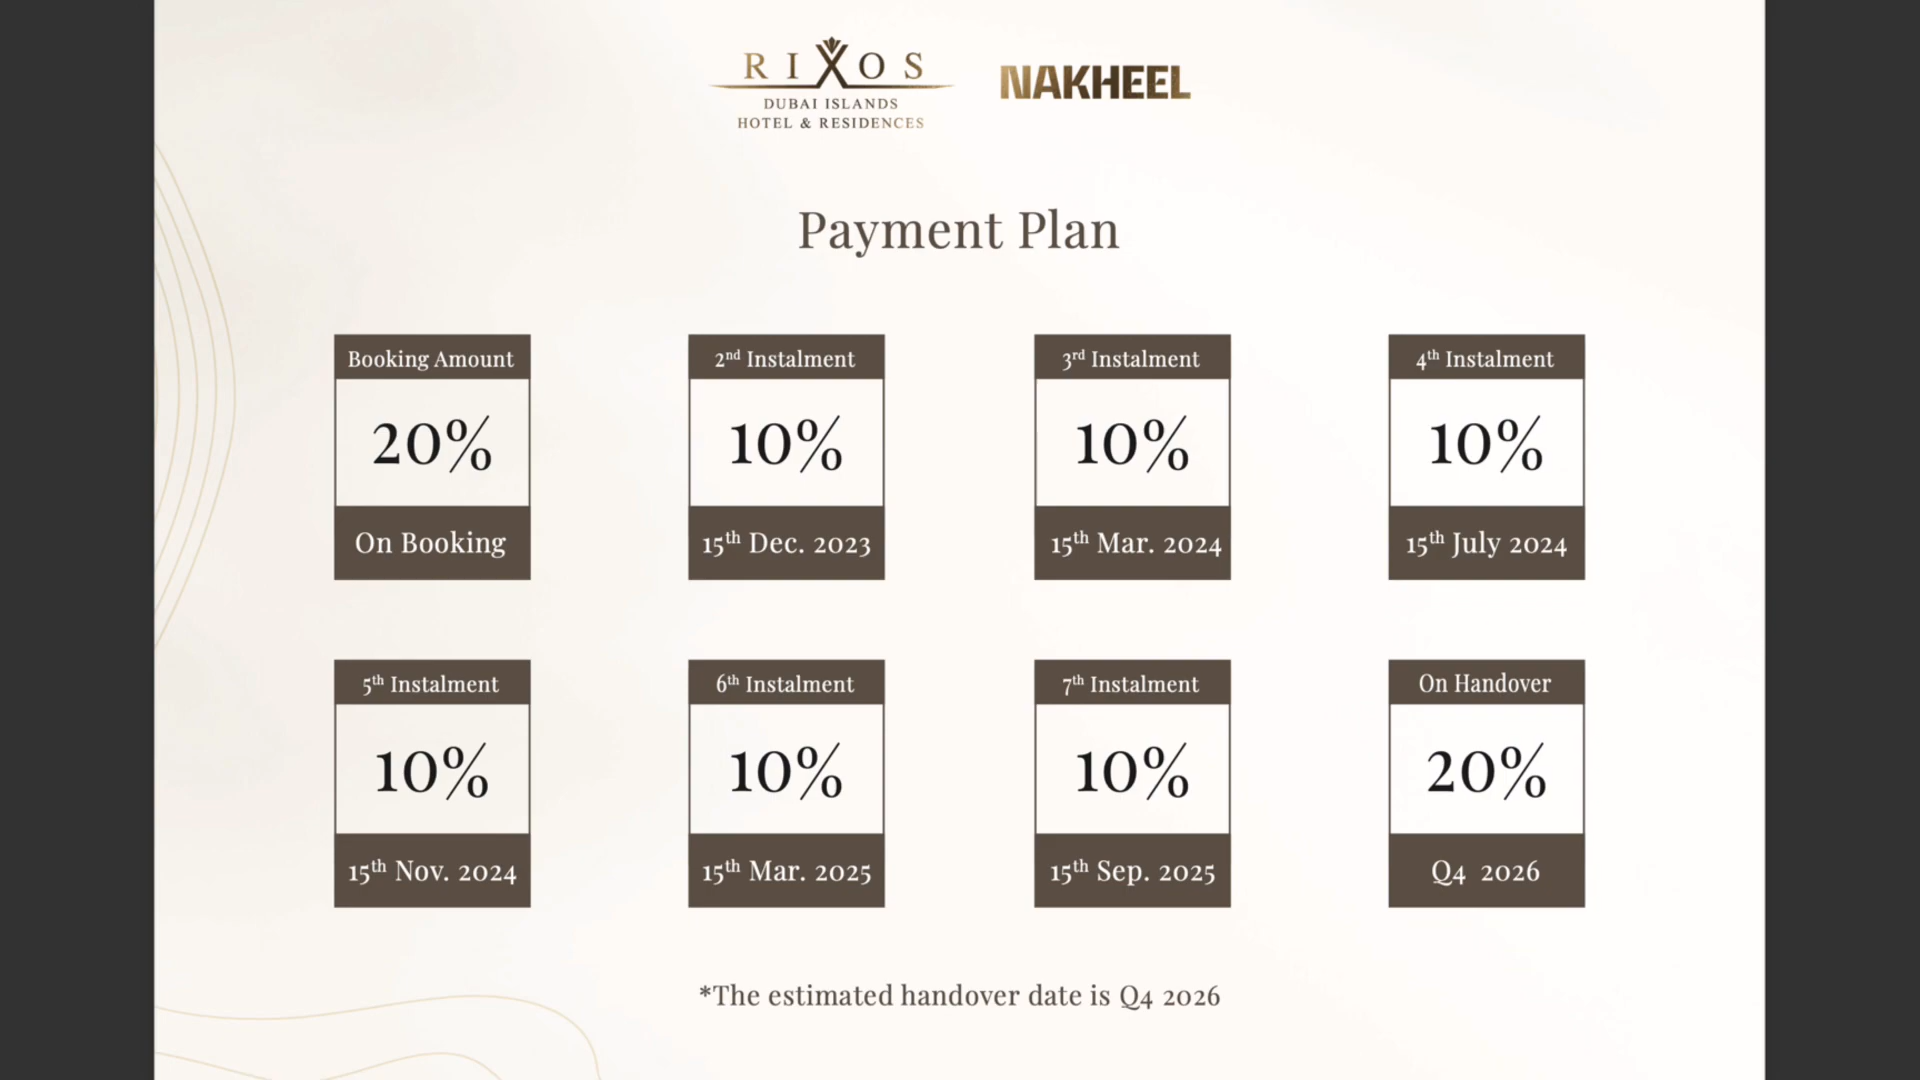 RIXOS
DUBAI ISLANDS
HOTEL & RESIDENCES
NAKHEEL
Payment Plan
Booking Amount
20%
On Booking
2nd Instalment
10%
15th Dec. 2023
3rd Instalment
10%
15th Mar. 2024
4th Instalment
10%
15th July 2024
5th Instalment
10%
15th Nov. 2024
6th Instalment
10%
15th Mar. 2025
7th Instalment
10%
15th Sep. 2025
On Handover
20%
Q4 2026
*The estimated handover date is Q4 2026